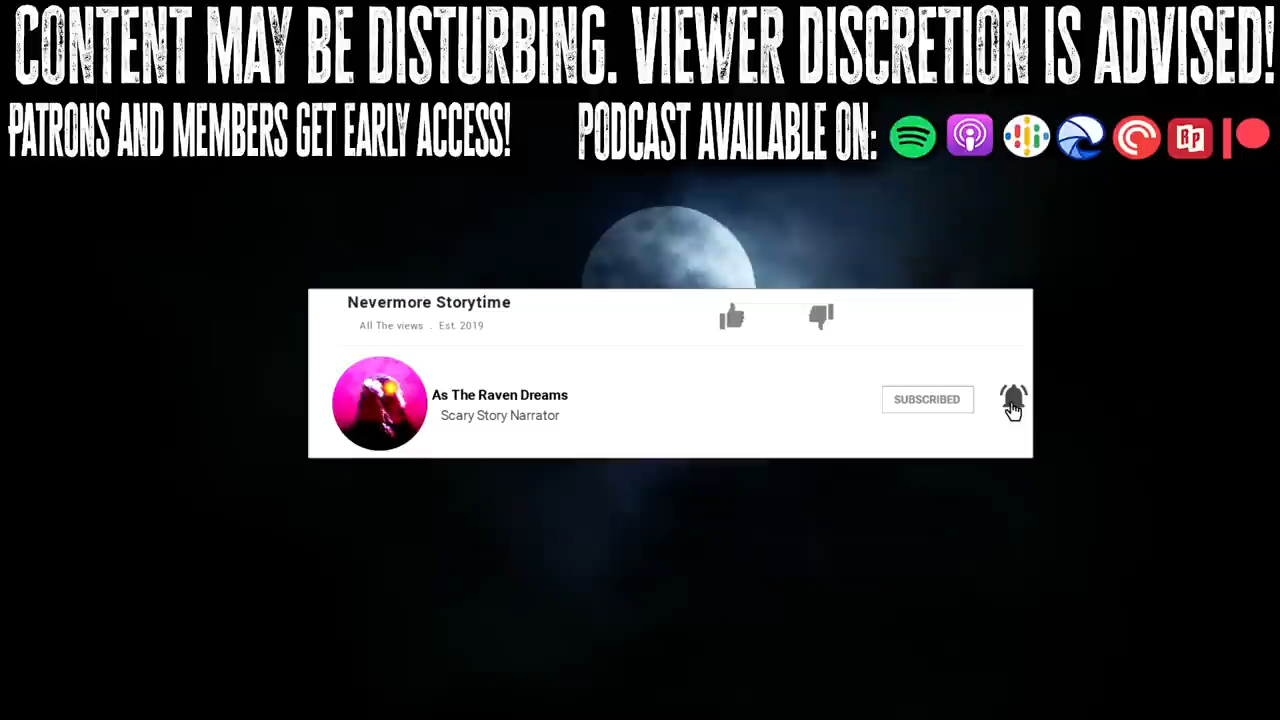 CONTENT MAY BE DISTURBING. VIEWER DISCRETION IS ADVISED!
PATRONS AND MEMBERS GET EARLY ACCESS! PODCAST AVAILABLE ON:
RP
Nevermore Storytime
All The views . Est. 2019
As The Raven Dreams
Scary Story Narrator
SUBSCRIBED